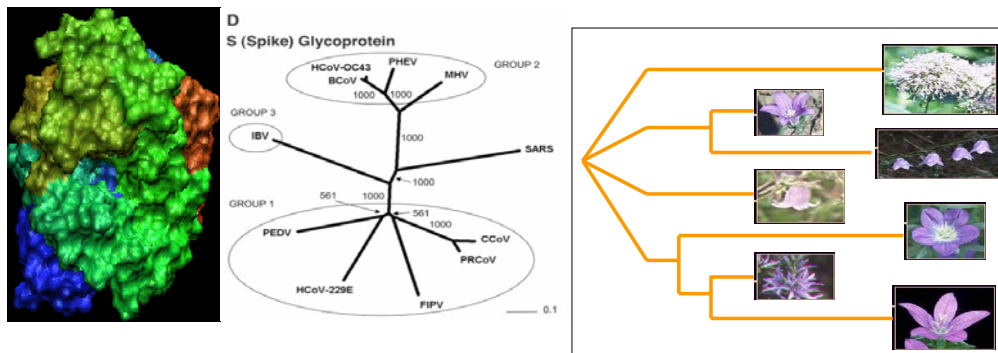 D
S (Spike) Glycoprotein
HCoV-OC43
PHEV
BCoV
MHV
GROUP 2
1000
1000
GROUP 3
IBV
1000
SARS
1000
561
1000
561
GROUP 1
1000
PEDV
CCoV
PRCoV
HCoV-229E
FIPV
0.1